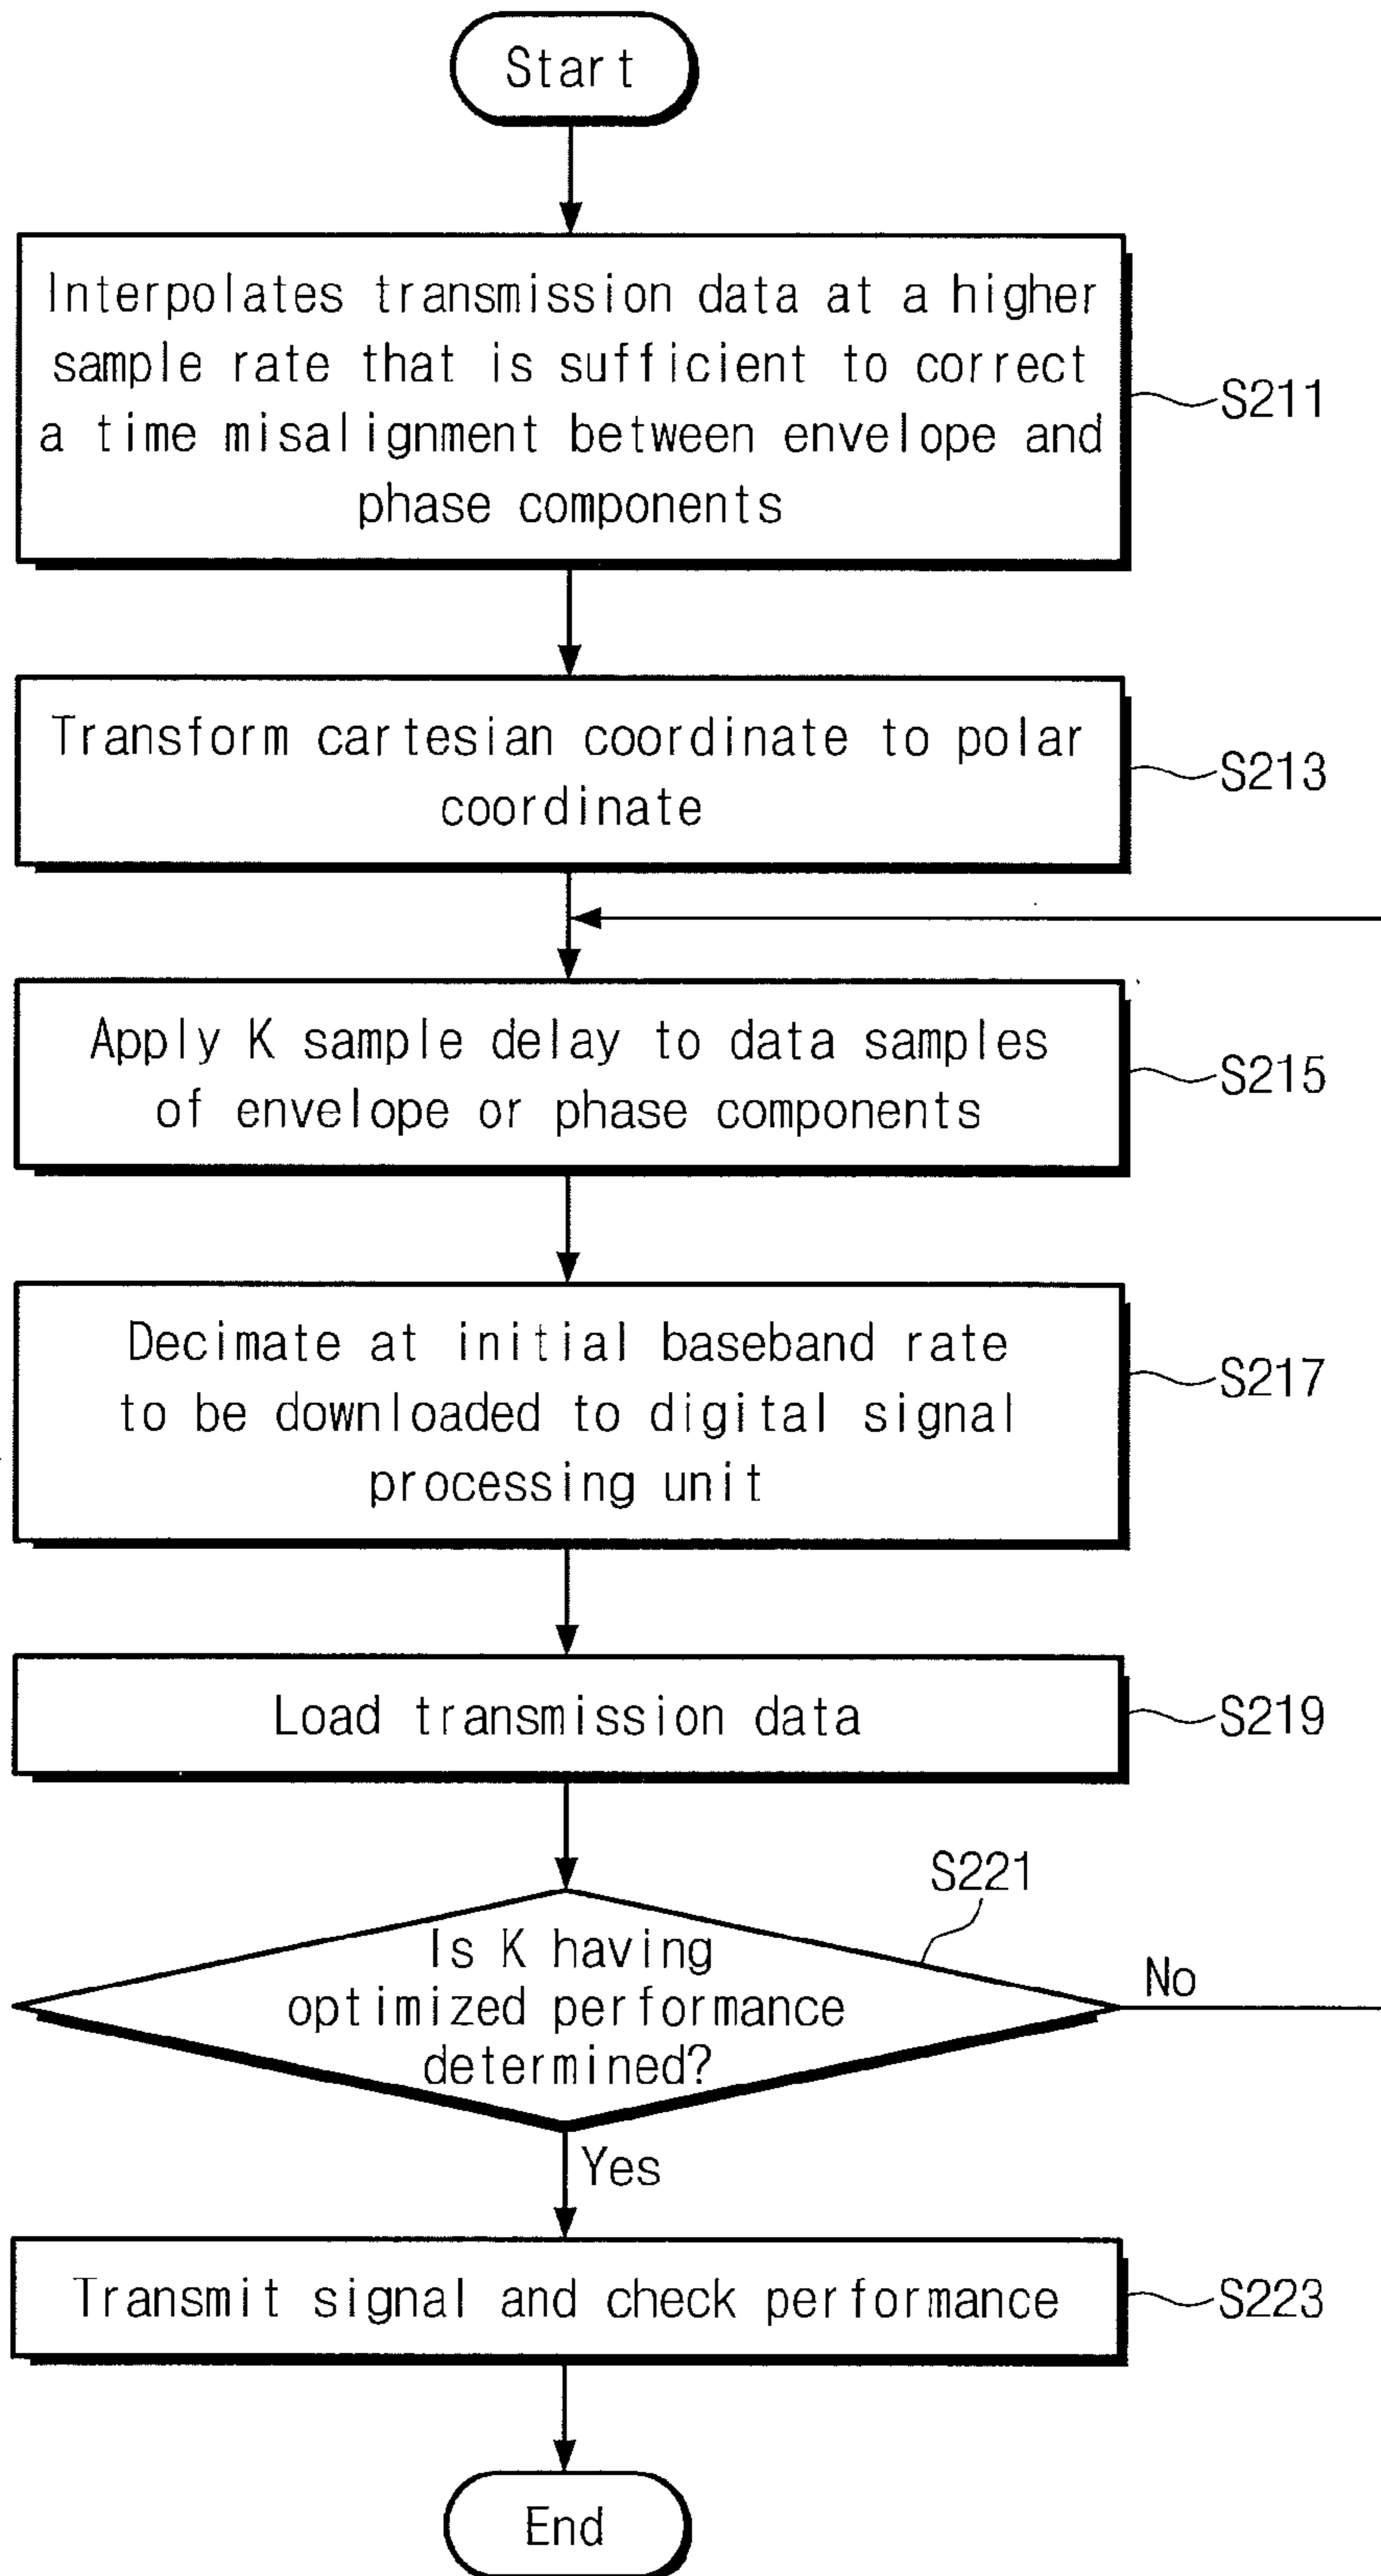 Start
Interpolates transmission data at a higher
sample rate that is sufficient to correct
a time misalignment between envelope and
phase components
S211
Transform cartesian coordinate to polar
coordinate
S213
Apply K sample delay to data samples
of envelope or phase components
S215
Decimate at initial baseband rate
to be downloaded to digital signal
processing unit
S217
Load transmission data
S219
S221
Is K having
optimized performance
determined?
No
Yes
Transmit signal and check performance
S223
End